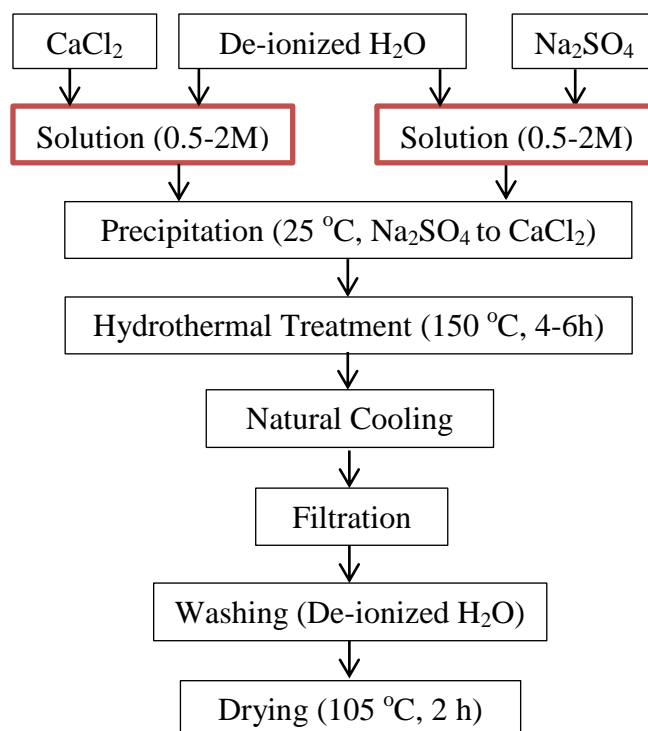 CaCl₂
De-ionized H₂O
Na₂SO₄
Solution (0.5-2M)
Solution (0.5-2M)
Precipitation (25 °C, Na₂SO₄ to CaCl₂)
Hydrothermal Treatment (150 °C, 4-6h)
Natural Cooling
Filtration
Washing (De-ionized H₂O)
Drying (105 °C, 2 h)